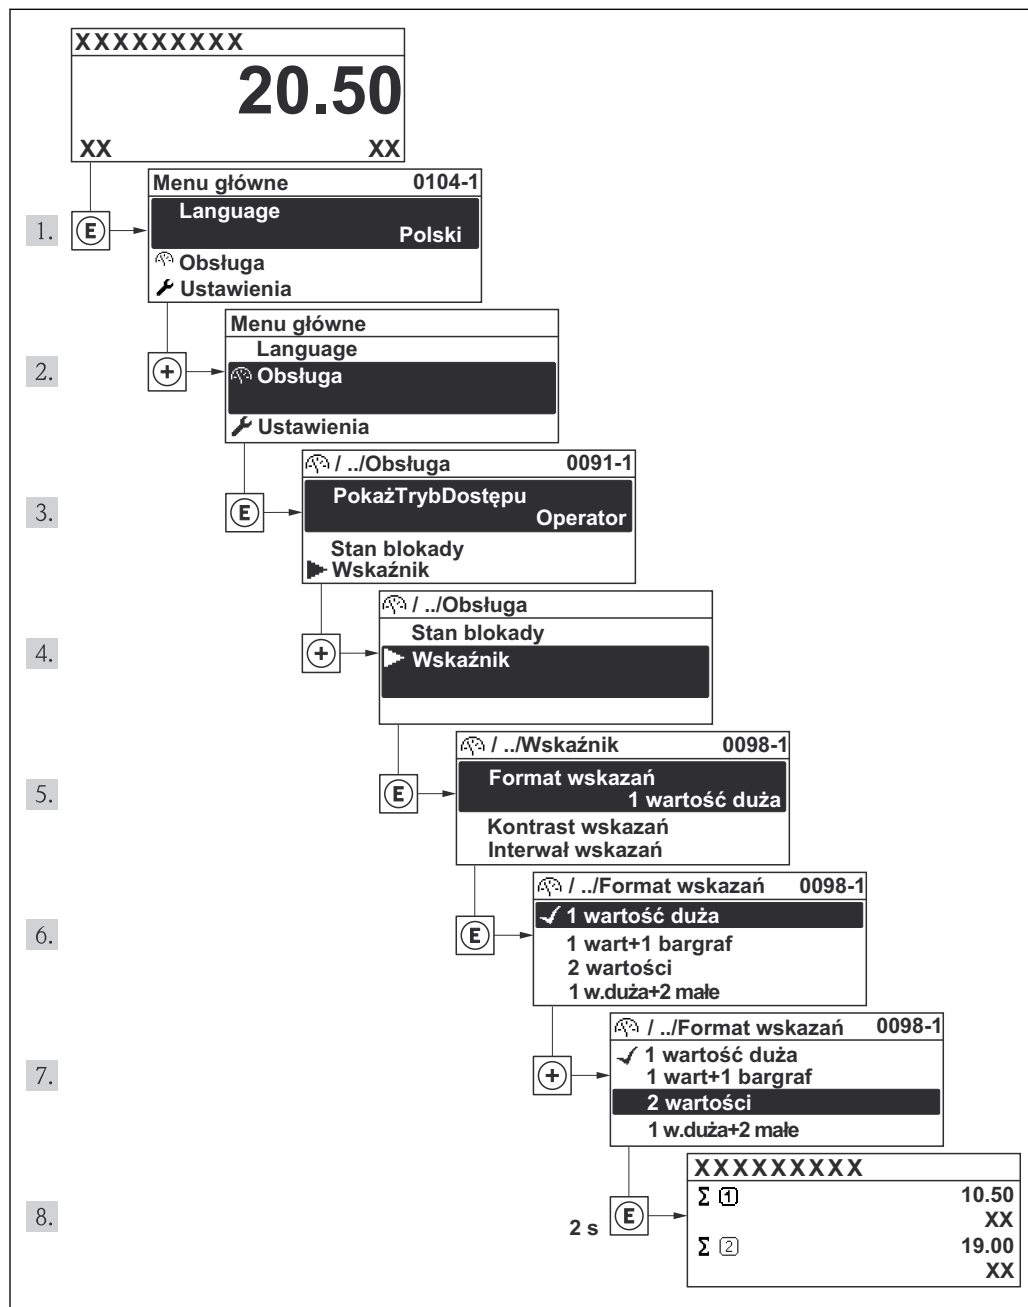 XXXXXXXXX
20.50
XX XX
Menu główne 0104-1
Language
Polski
Obsługa
Ustawienia
1. E
Menu główne
Language
Obsługa
Ustawienia
2. +
/ ../Obsługa 0091-1
PokażTrybDostępu
Operator
Stan blokady
Wskaźnik
3. E
/ ../Obsługa
Stan blokady
Wskaźnik
4. +
/ ../Wskaźnik 0098-1
Format wskazań
1 wartość duża
Kontrast wskazań
Interwał wskazań
5. E
/ ../Format wskazań 0098-1
1 wartość duża
1 wart+1 bargraf
2 wartości
1 w.duża+2 małe
6. E
/ ../Format wskazań 0098-1
1 wartość duża
1 wart+1 bargraf
2 wartości
1 w.duża+2 małe
7. +
XXXXXXXXX
Σ 1 10.50
XX
Σ 2 19.00
XX
8. 2 s E